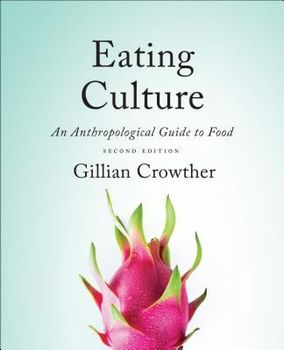 Eating
Culture
An Anthropological Guide to Food
SECOND EDITION
Gillian Crowther